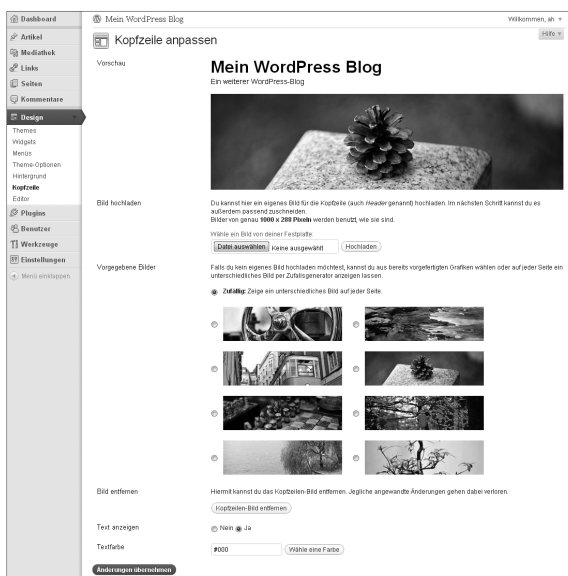 Dashboard
Artikel
Mediathek
Links
Seiten
Kommentare
Design
Themes
Widgets
Menüs
Theme-Optionen
Hintergrund
Kopfzeile
Editor
Plugins
Benutzer
Werkzeuge
Einstellungen
Menü einklappen
Mein WordPress Blog
Willkommen, ah
Hilfe
Kopfzeile anpassen
Vorschau
Mein WordPress Blog
Ein weiterer WordPress-Blog
Bild hochladen
Du kannst hier ein eigenes Bild für die Kopfzeile (auch Header genannt) hochladen. Im nächsten Schritt kannst du es
außerdem passend zuschneiden.
Bilder von genau 1000 x 288 Pixeln werden benutzt, wie sie sind.
Wähle ein Bild von deiner Festplatte:
Datei auswählen Keine ausgewählt Hochladen
Vorgegebene Bilder
Falls du kein eigenes Bild hochladen möchtest, kannst du aus bereits vorgefertigten Grafiken wählen oder auf jeder Seite ein
unterschiedliches Bild per Zufallsgenerator anzeigen lassen.
Zufällig: Zeige ein unterschiedliches Bild auf jeder Seite.
Bild entfernen
Hiermit kannst du das Kopfzeilen-Bild entfernen. Jegliche angewandte Änderungen gehen dabei verloren.
Kopfzeilen-Bild entfernen
Text anzeigen
Nein Ja
Textfarbe
#000 Wähle eine Farbe
Änderungen übernehmen